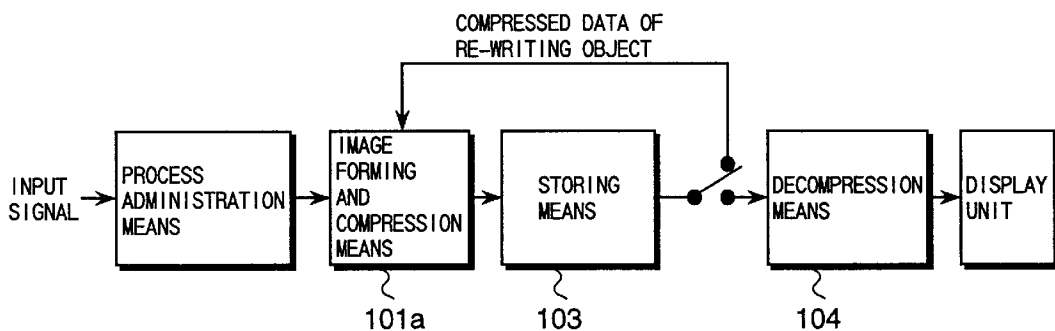 COMPRESSED DATA OF
RE-WRITING OBJECT
INPUT
SIGNAL
PROCESS
ADMINISTRATION
MEANS
IMAGE
FORMING
AND
COMPRESSION
MEANS
STORING
MEANS
DECOMPRESSION
MEANS
DISPLAY
UNIT
101a
103
104